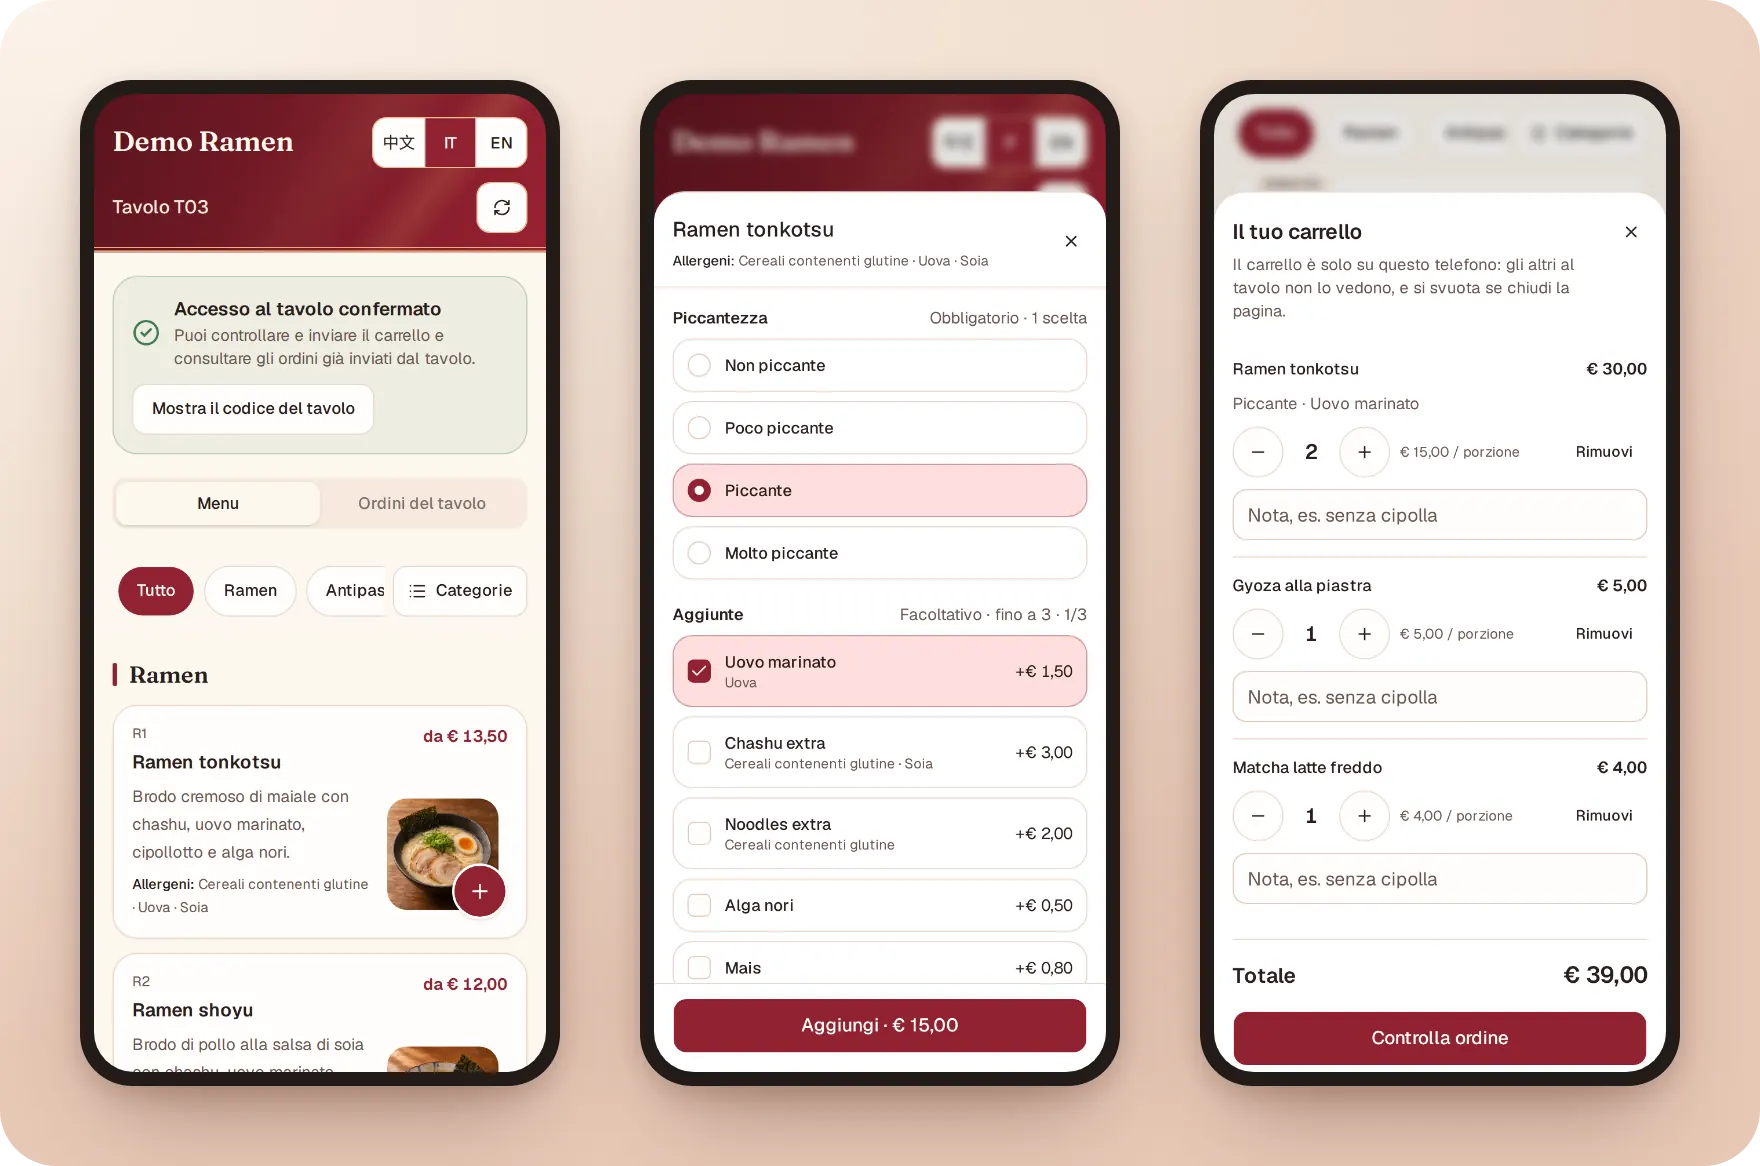 Demo Ramen
中文 IT EN
Tavolo T03
Accesso al tavolo confermato
Puoi controllare e inviare il carrello e
consultare gli ordini già inviati dal tavolo.
Mostra il codice del tavolo
Menu
Ordini del tavolo
Tutto
Ramen
Antipas
Categorie
Ramen
R1
da € 13,50
Ramen tonkotsu
Brodo cremoso di maiale con
chashu, uovo marinato,
cipollotto e alga nori.
Allergeni: Cereali contenenti glutine
· Uova · Soia
R2
da € 12,00
Ramen shoyu
Brodo di pollo alla salsa di soia
con chashu, uovo marinato
Demo Ramen
Ramen tonkotsu
Allergeni: Cereali contenenti glutine · Uova · Soia
Piccantezza
Obbligatorio · 1 scelta
Non piccante
Poco piccante
Piccante
Molto piccante
Aggiunte
Facoltativo · fino a 3 · 1/3
Uovo marinato
Uova
+€ 1,50
Chashu extra
Cereali contenenti glutine · Soia
+€ 3,00
Noodles extra
Cereali contenenti glutine
+€ 2,00
Alga nori
+€ 0,50
Mais
+€ 0,80
Aggiungi · € 15,00
Tutto
Ramen
Antipas
Categorie
Il tuo carrello
Il carrello è solo su questo telefono: gli altri al
tavolo non lo vedono, e si svuota se chiudi la
pagina.
Ramen tonkotsu
€ 30,00
Piccante · Uovo marinato
2
€ 15,00 / porzione
Rimuovi
Nota, es. senza cipolla
Gyoza alla piastra
€ 5,00
1
€ 5,00 / porzione
Rimuovi
Nota, es. senza cipolla
Matcha latte freddo
€ 4,00
1
€ 4,00 / porzione
Rimuovi
Nota, es. senza cipolla
Totale
€ 39,00
Controlla ordine